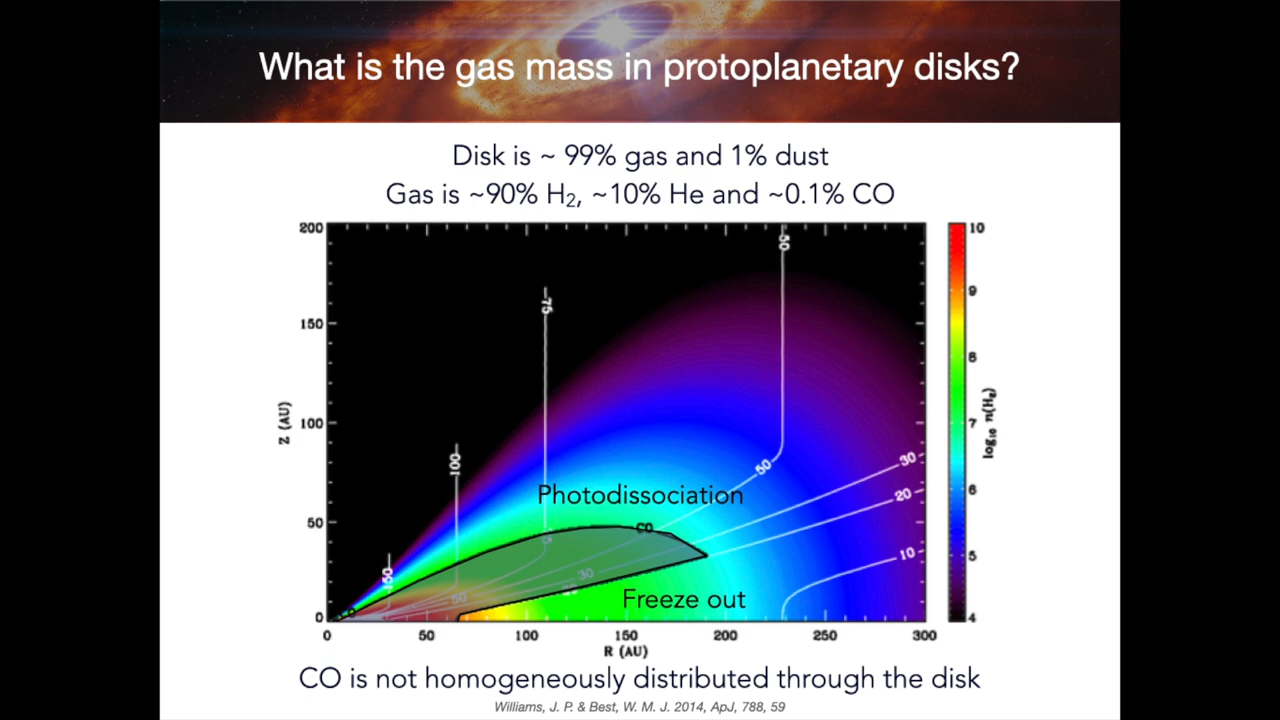 What is the gas mass in protoplanetary disks?
Disk is ~ 99% gas and 1% dust
Gas is ~90% H₂, ~10% He and ~0.1% CO
200
150
100
50
0
Z (AU)
0
50
100
150
200
250
300
R (AU)
150
100
75
50
50
30
20
10
50
30
CO
Photodissociation
Freeze out
10
9
8
7
6
5
4
log₁₀ n(H₂)
CO is not homogeneously distributed through the disk
Williams, J. P. & Best, W. M. J. 2014, ApJ, 788, 59